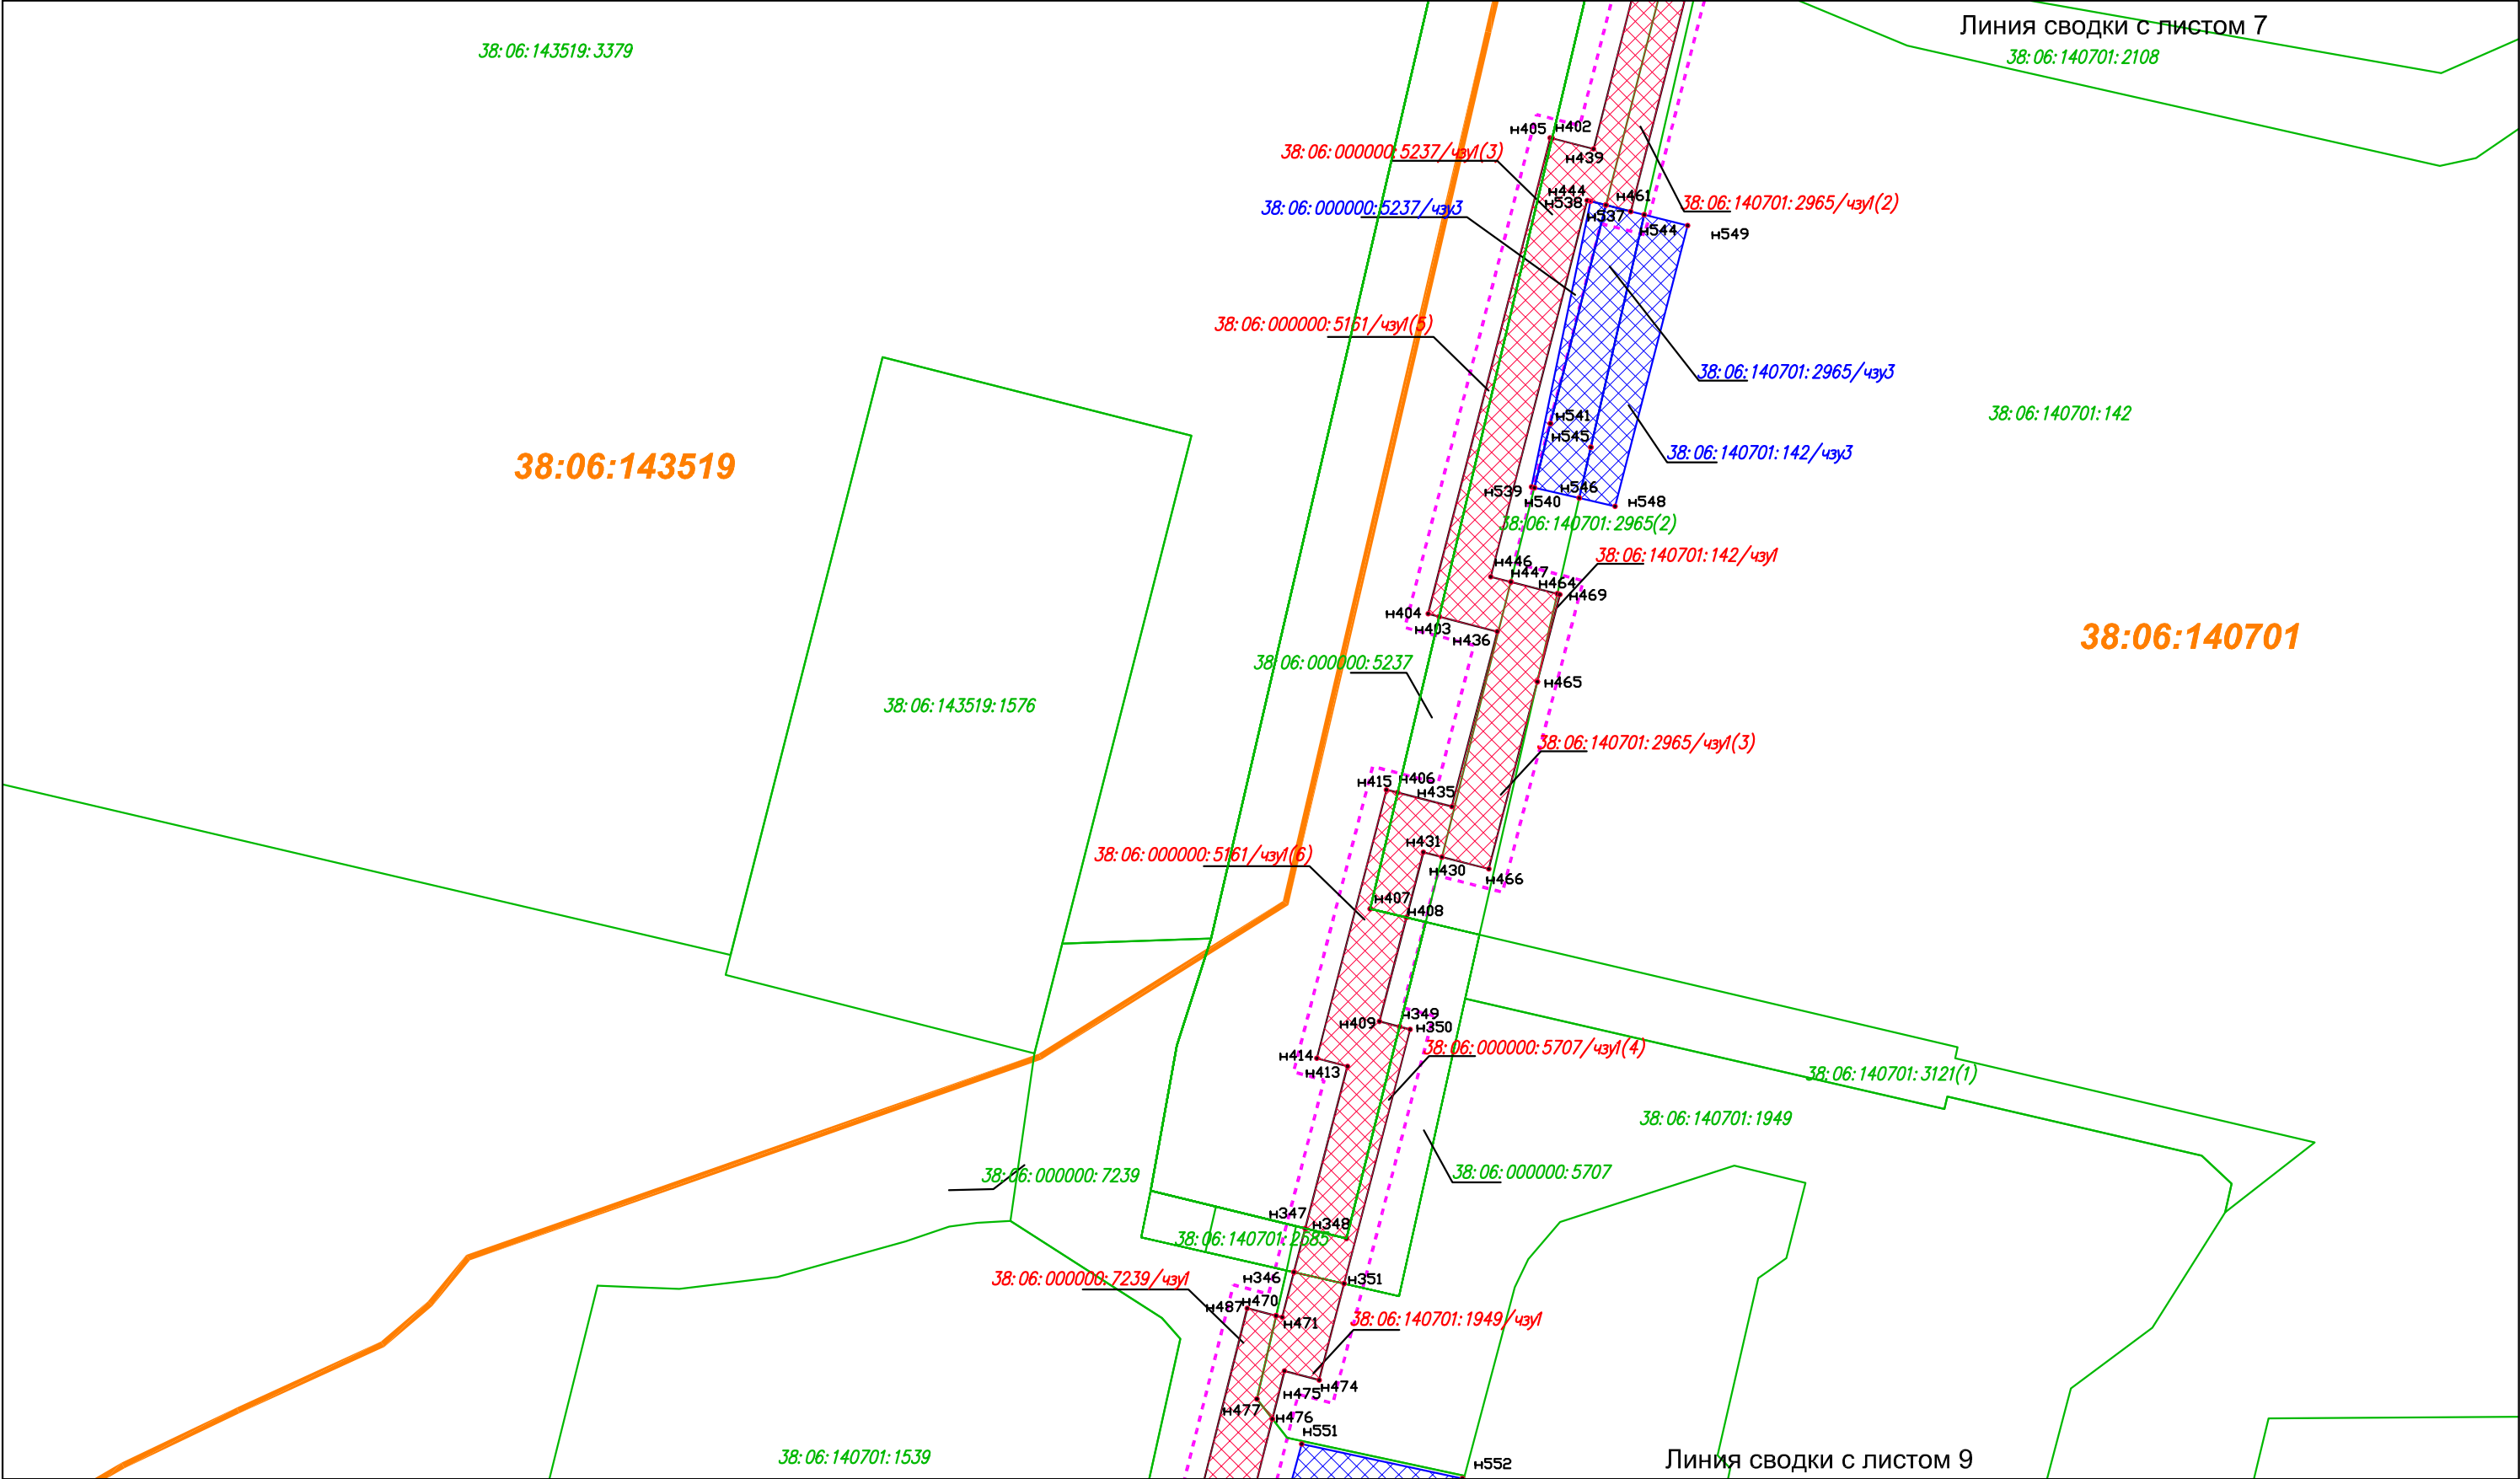 Линия сводки с листом 7
38:06:143519:3379
38:06:140701:2108
н405
н402
38:06:000000:5237/чзу1(3)
н439
н444
н461
38:06:140701:2965/чзу1(2)
38:06:000000:5237/чзу3
н538
н537
н544
н549
38:06:000000:5161/чзу1(5)
38:06:140701:2965/чзу3
38:06:140701:142
н541
н545
38:06:140701:142/чзу3
38:06:143519
н539
н546
н540
н548
38:06:140701:2965(2)
38:06:140701:142/чзу1
н446
н447
н464
н469
н404
н403
н436
38:06:140701
38:06:000000:5237
н465
38:06:143519:1576
38:06:140701:2965/чзу1(3)
н415
н406
н435
н431
38:06:000000:5161/чзу1(6)
н430
н466
н407
н408
н349
н409
н350
38:06:000000:5707/чзу1(4)
н414
н413
38:06:140701:3121(1)
38:06:140701:1949
38:06:000000:7239
38:06:000000:5707
н347
н348
38:06:140701:2685
38:06:000000:7239/чзу1
н346
н351
н487
н470
н471
38:06:140701:1949/чзу1
н474
н475
н477
н476
н551
38:06:140701:1539
Линия сводки с листом 9
н552